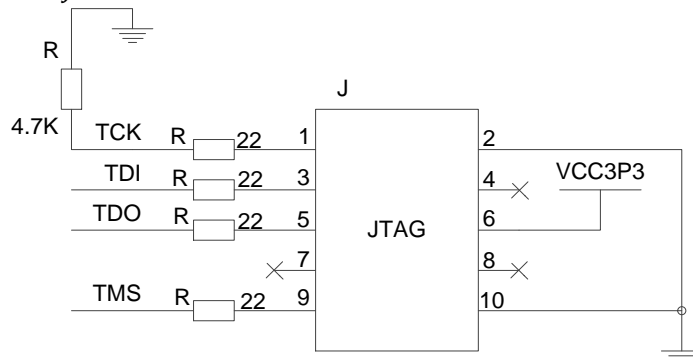 R
J
4.7K
TCK R 22 1 2
VCC3P3
TDI R 22 3 4
TDO R 22 5 JTAG 6
7 8
TMS R 22 9 10